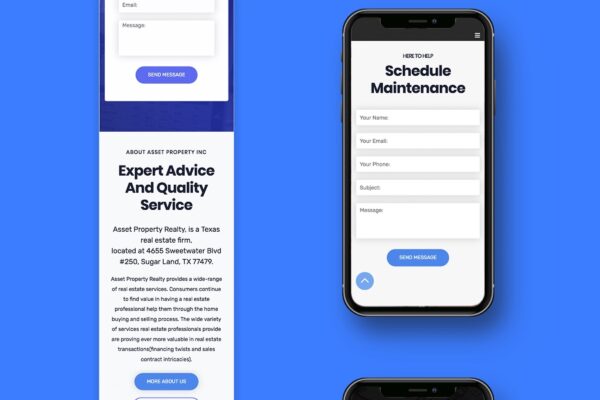 Email:
Message:
SEND MESSAGE
ABOUT ASSET PROPERTY INC
Expert Advice
And Quality
Service
Asset Property Realty, is a Texas
real estate firm,
located at 4655 Sweetwater Blvd
#250, Sugar Land, TX 77479.
Asset Property Realty provides a wide-range
of real estate services. Consumers continue
to find value in having a real estate
professional help them through the home
buying and selling process. The wide variety
of services real estate professionals provide
are proving ever more valuable in real estate
transactions(financing twists and sales
contract intricacies).
MORE ABOUT US
HERE TO HELP
Schedule
Maintenance
Your Name:
Your Email:
Your Phone:
Subject:
Message:
SEND MESSAGE